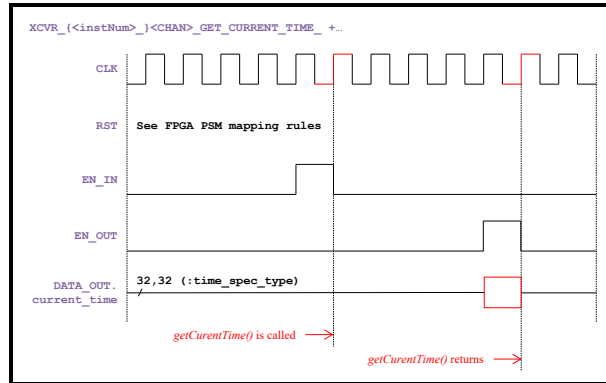 XCVR_{<instNum>_}<CHAN>_GET_CURRENT_TIME_ +…
CLK
RST See FPGA PSM mapping rules
EN_IN
EN_OUT
32,32 (:time_spec_type)
DATA_OUT.
current_time
getCurentTime() is called
getCurentTime() returns